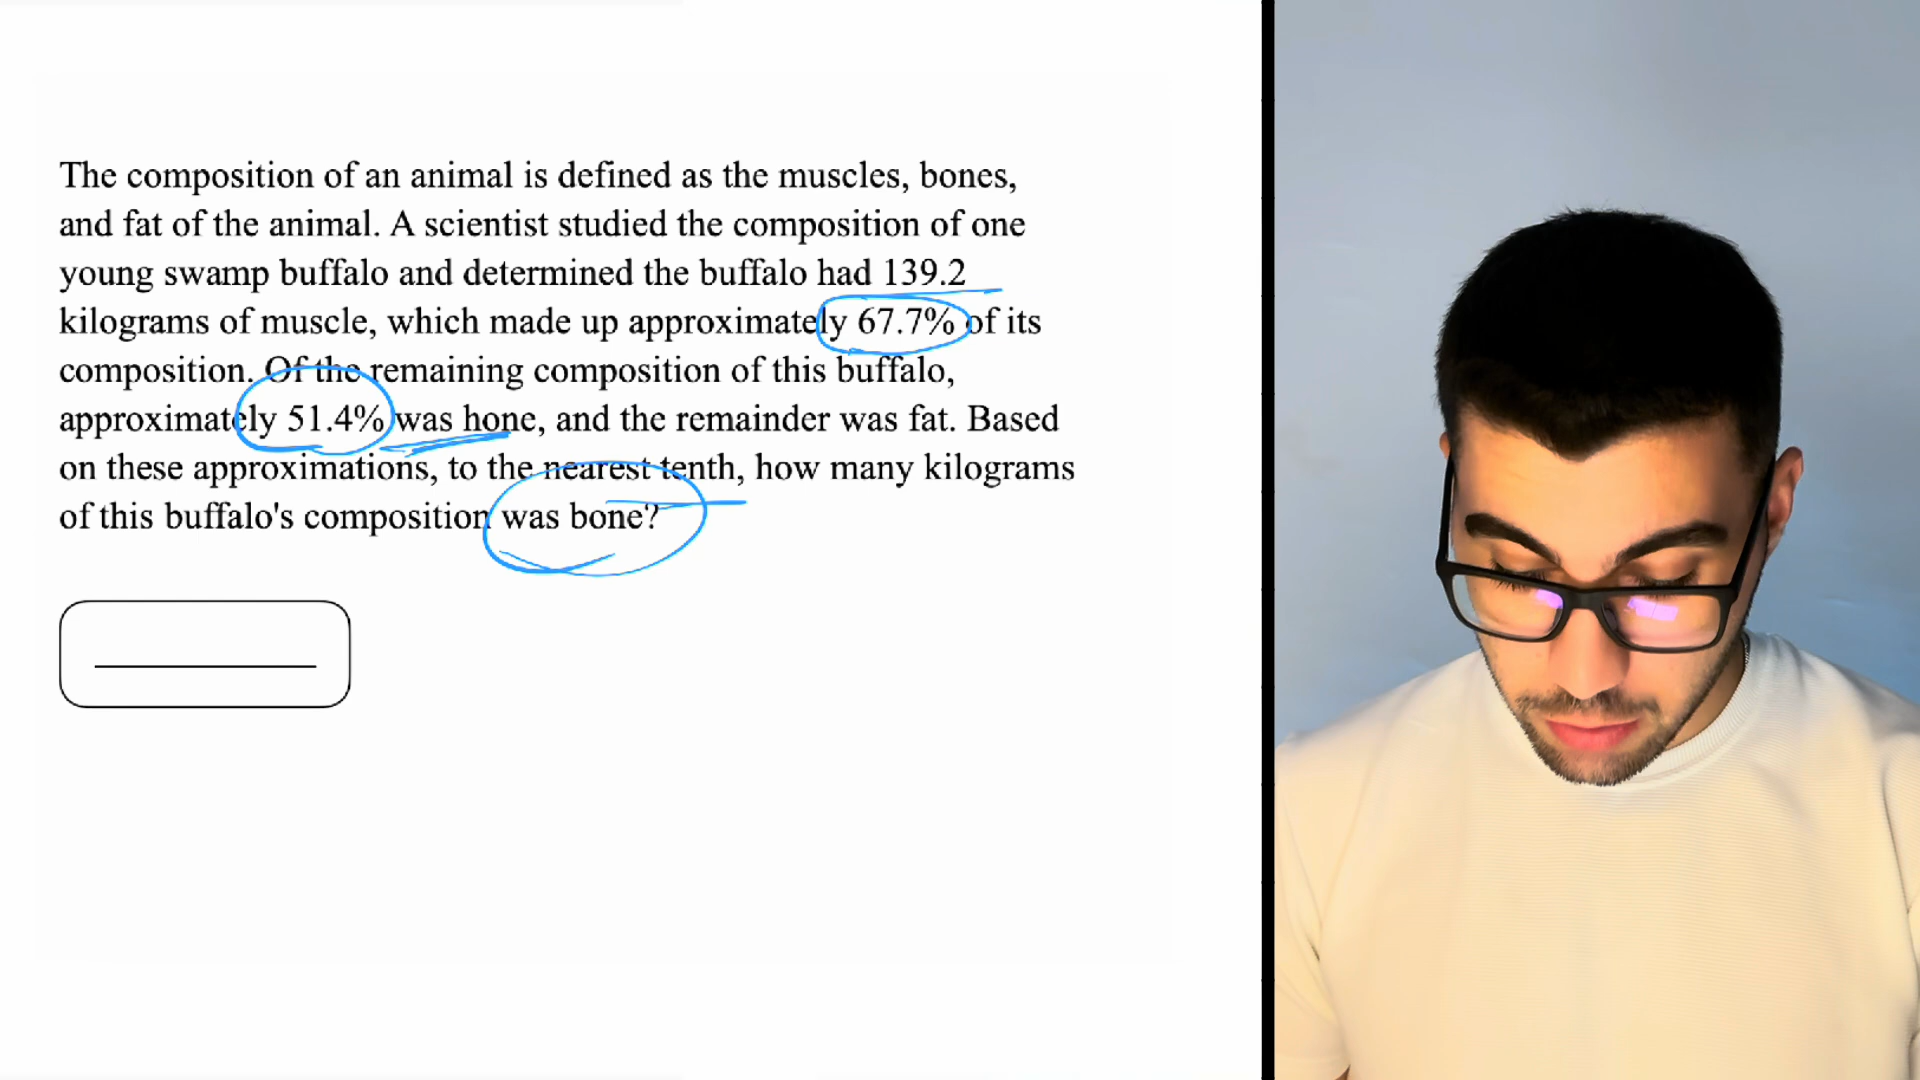 The composition of an animal is defined as the muscles, bones,
and fat of the animal. A scientist studied the composition of one
young swamp buffalo and determined the buffalo had 139.2
kilograms of muscle, which made up approximately 67.7% of its
composition. Of the remaining composition of this buffalo,
approximately 51.4% was hone, and the remainder was fat. Based
on these approximations, to the nearest tenth, how many kilograms
of this buffalo's composition was bone?